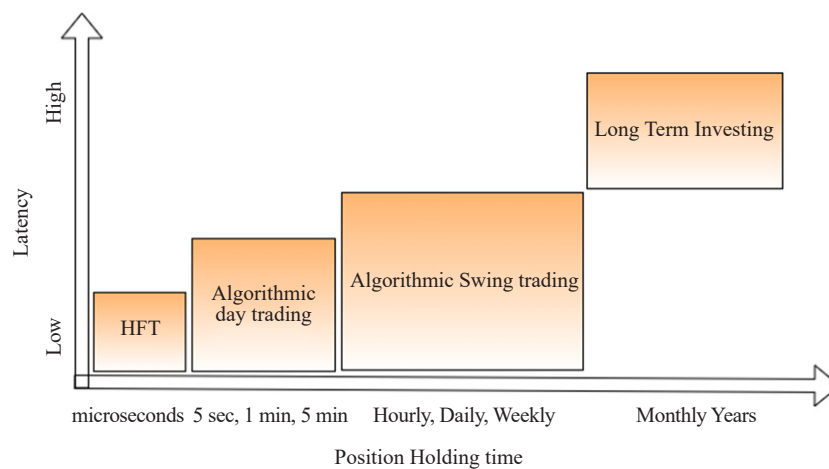 High
Latency
Low
Long Term Investing
Algorithmic Swing trading
Algorithmic
day trading
HFT
microseconds 5 sec, 1 min, 5 min Hourly, Daily, Weekly Monthly Years
Position Holding time